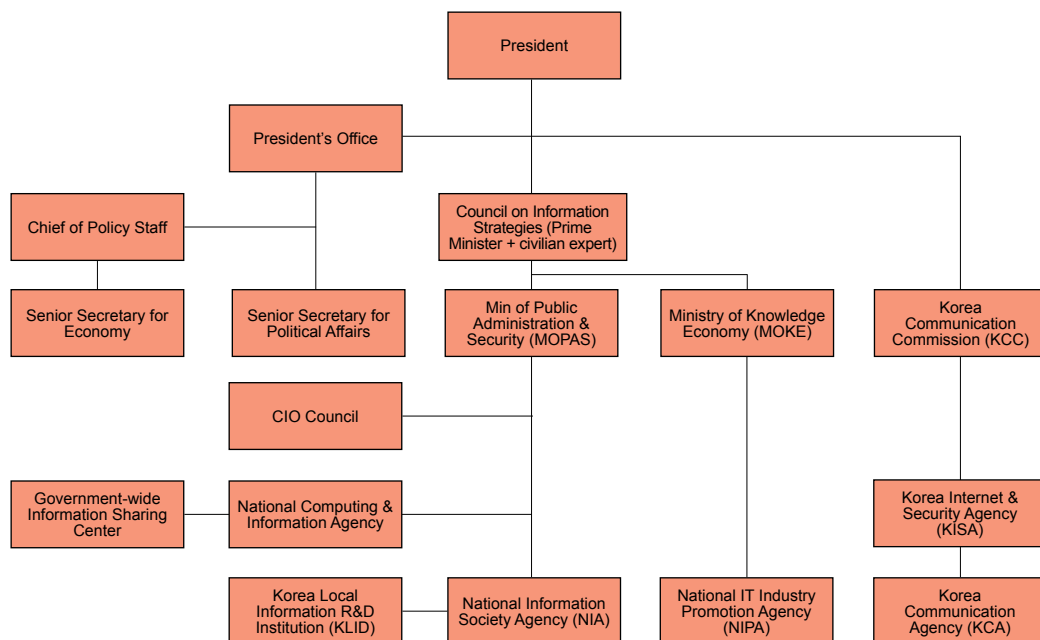 President
President's Office
Chief of Policy Staff
Council on Information
Strategies (Prime
Minister + civilian expert)
Senior Secretary for
Economy
Senior Secretary for
Political Affairs
Min of Public
Administration &
Security (MOPAS)
Ministry of Knowledge
Economy (MOKE)
Korea
Communication
Commission (KCC)
CIO Council
Government-wide
Information Sharing
Center
National Computing &
Information Agency
Korea Internet &
Security Agency
(KISA)
Korea Local
Information R&D
Institution (KLID)
National Information
Society Agency (NIA)
National IT Industry
Promotion Agency
(NIPA)
Korea
Communication
Agency (KCA)